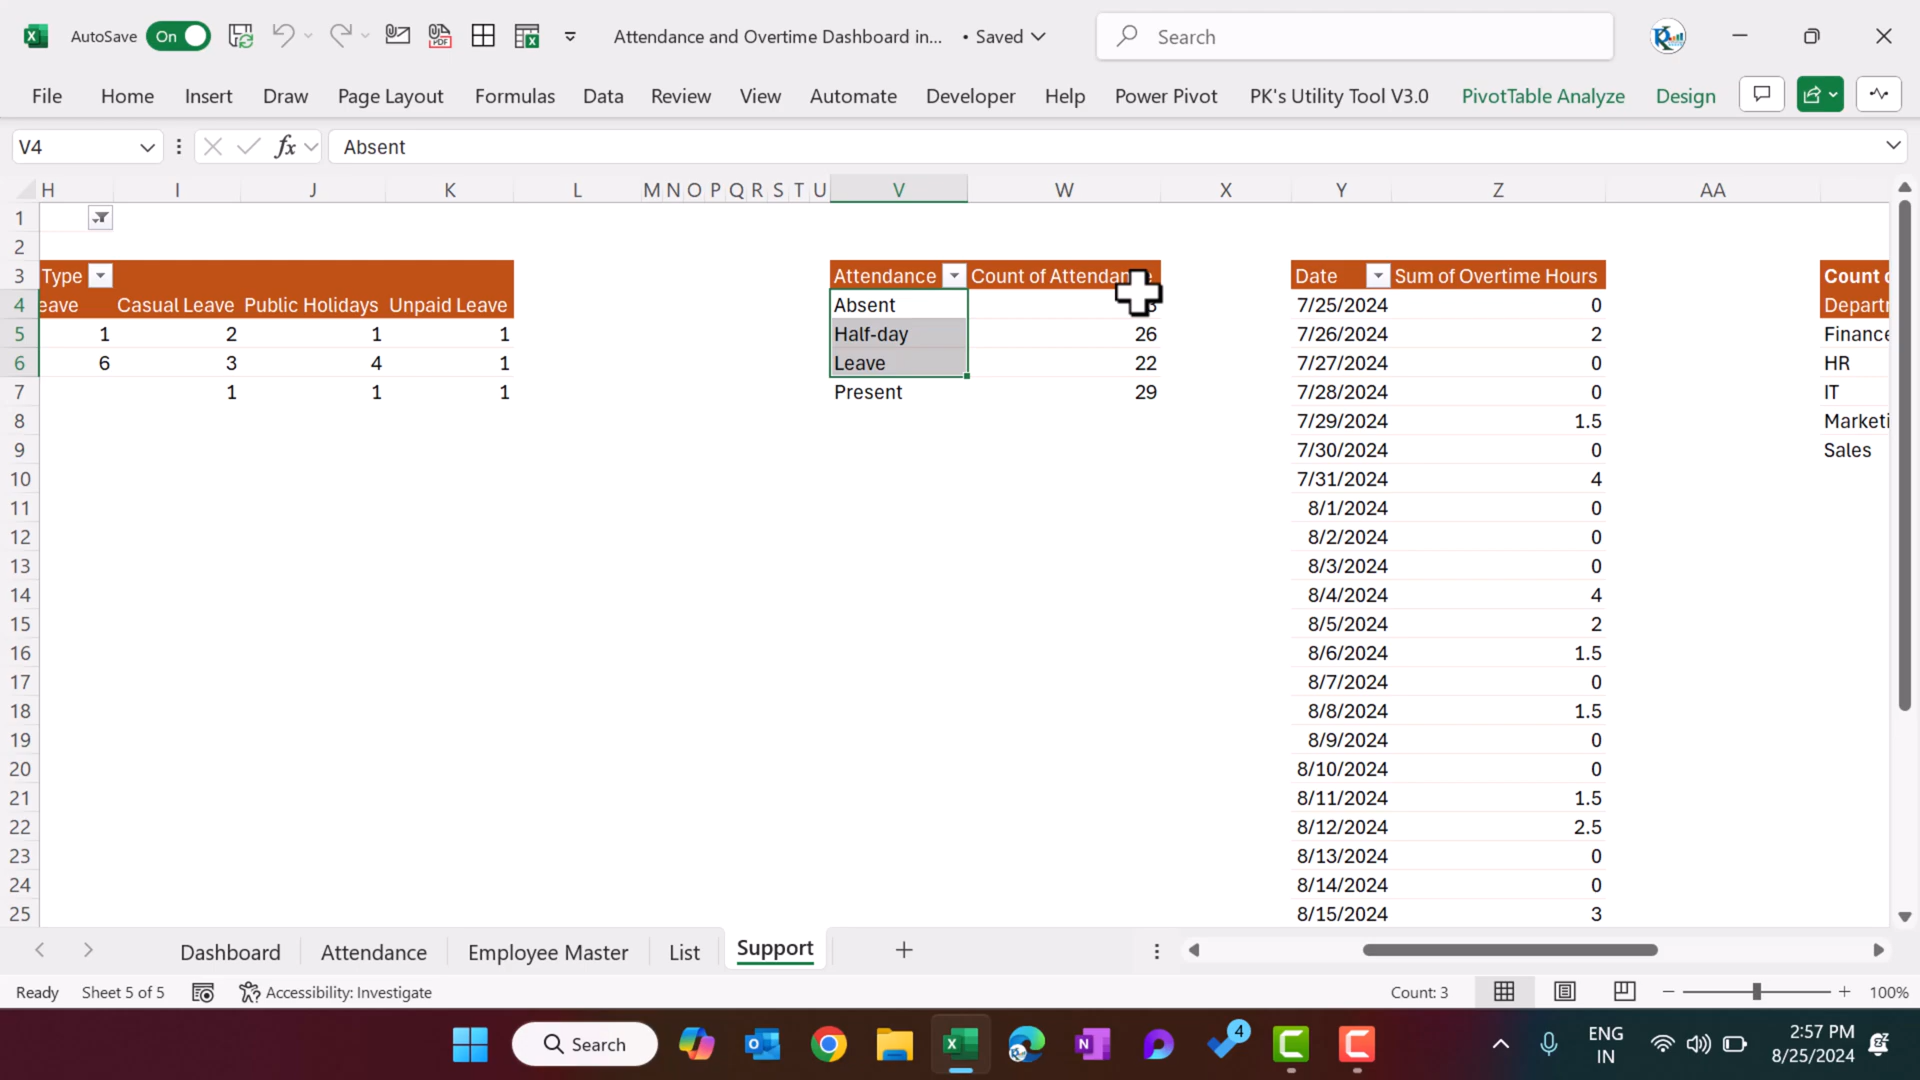 AutoSave On Attendance and Overtime Dashboard in... • Saved Search
File Home Insert Draw Page Layout Formulas Data Review View Automate Developer Help Power Pivot PK's Utility Tool V3.0 PivotTable Analyze Design
V4 fx Absent
H I J K L M N O P Q R S T U V W X Y Z AA
1
2
3 Type Attendance Count of Date Sum of Overtime Hours Count
4 eave Casual Leave Public Holidays Unpaid Leave Absent 7/25/2024 0
5 1 2 1 1 Half-day 26 7/26/2024 2 Finance
6 6 3 4 1 Leave 22 7/27/2024 0 HR
7 1 1 1 Present 29 7/28/2024 0 IT
8 7/29/2024 1.5 Marketi
9 7/30/2024 0 Sales
10 7/31/2024 4
11 8/1/2024 0
12 8/2/2024 0
13 8/3/2024 0
14 8/4/2024 4
15 8/5/2024 2
16 8/6/2024 1.5
17 8/7/2024 0
18 8/8/2024 1.5
19 8/9/2024 0
20 8/10/2024 0
21 8/11/2024 1.5
22 8/12/2024 2.5
23 8/13/2024 0
24 8/14/2024 0
25 8/15/2024 3
Dashboard Attendance Employee Master List Support
Ready Sheet 5 of 5 Accessibility: Investigate Count: 3 100%
Search 4 ENG 2:57 PM
IN 8/25/2024